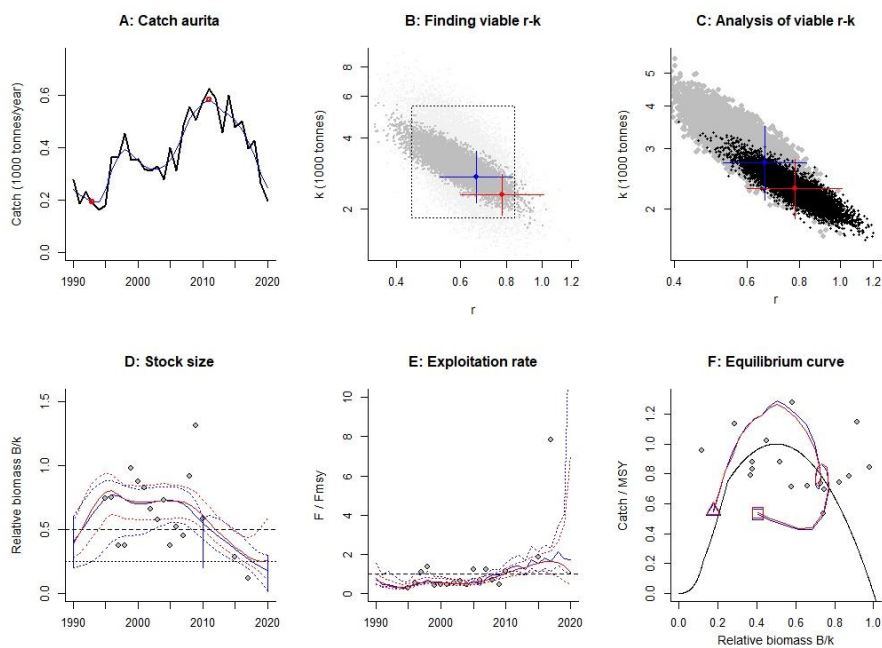 A: Catch aurita
B: Finding viable r-k
C: Analysis of viable r-k
Catch (1000 tonnes/year)
0.0 0.2 0.4 0.6
1990 2000 2010 2020
k (1000 tonnes)
2 4 6 8
0.4 0.6 0.8 1.0 1.2
r
k (1000 tonnes)
2 3 4 5
0.4 0.6 0.8 1.0 1.2
r
D: Stock size
E: Exploitation rate
F: Equilibrium curve
Relative biomass B/k
0.0 0.5 1.0 1.5
1990 2000 2010 2020
F / Fmsy
0 2 4 6 8 10
1990 2000 2010 2020
Catch / MSY
0.0 0.2 0.4 0.6 0.8 1.0 1.2
0.0 0.2 0.4 0.6 0.8 1.0
Relative biomass B/k